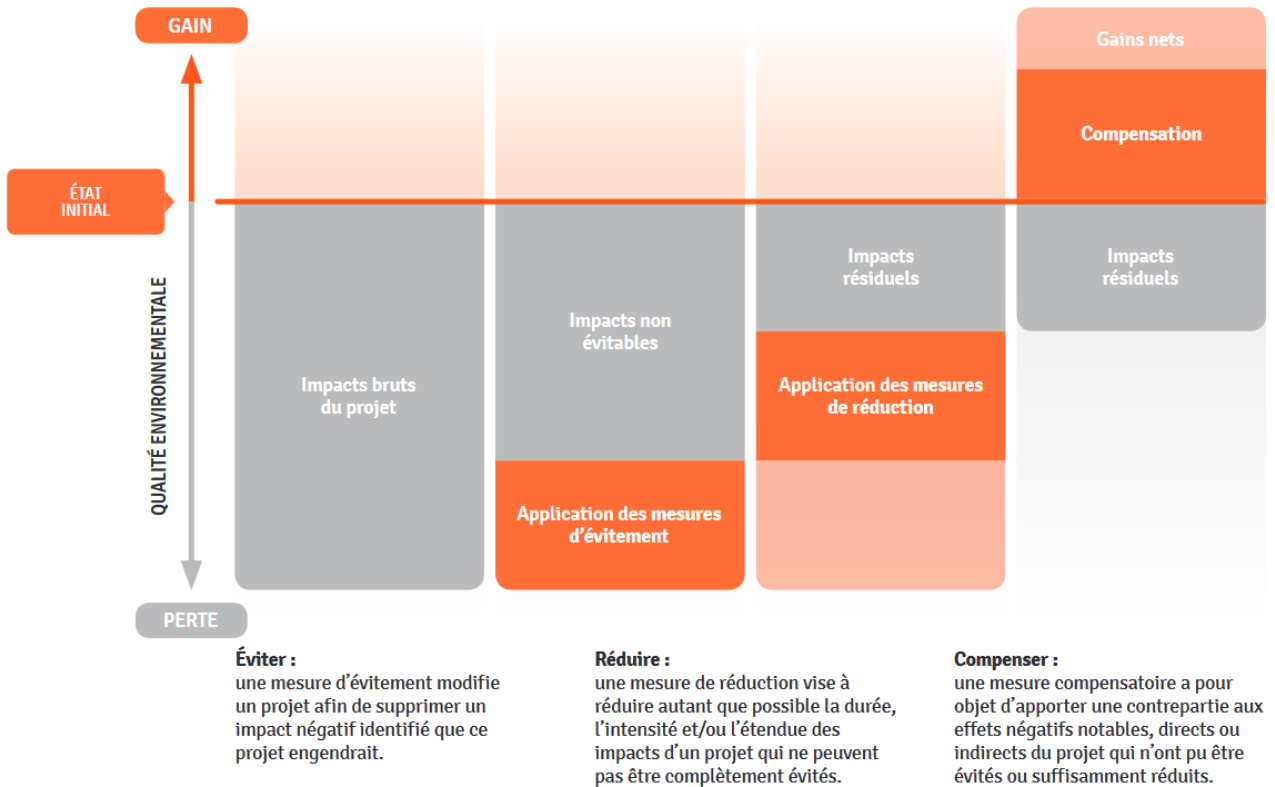 GAIN
Gains nets
Compensation
ÉTAT
INITIAL
QUALITÉ ENVIRONNEMENTALE
Impacts bruts
du projet
Impacts non
évitables
Application des mesures
d'évitement
Impacts
résiduels
Application des mesures
de réduction
Impacts
résiduels
PERTE
Éviter :
une mesure d'évitement modifie
un projet afin de supprimer un
impact négatif identifié que ce
projet engendrait.
Réduire :
une mesure de réduction vise à
réduire autant que possible la durée,
l'intensité et/ou l'étendue des
impacts d'un projet qui ne peuvent
pas être complètement évités.
Compenser :
une mesure compensatoire a pour
objet d'apporter une contrepartie aux
effets négatifs notables, directs ou
indirects du projet qui n'ont pu être
évités ou suffisamment réduits.